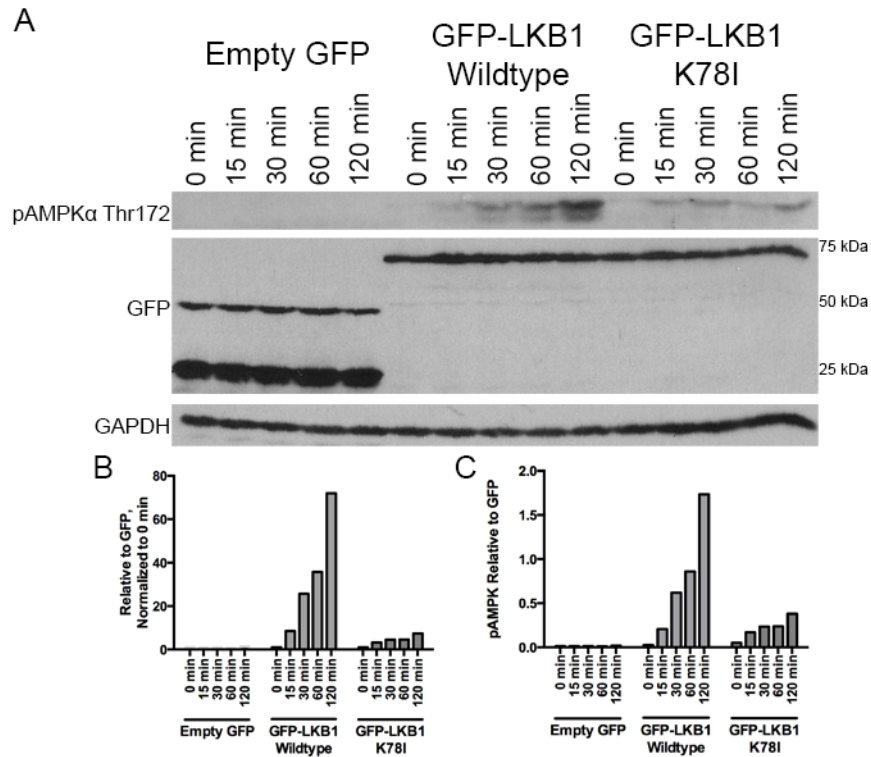 A
Empty GFP
GFP-LKB1
Wildtype
GFP-LKB1
K78I
0 min
15 min
30 min
60 min
120 min
0 min
15 min
30 min
60 min
120 min
0 min
15 min
30 min
60 min
120 min
pAMPKα Thr172
GFP
75 kDa
50 kDa
25 kDa
GAPDH
B
Relative to GFP,
Normalized to 0 min
80
60
40
20
0
0 min
15 min
30 min
60 min
120 min
0 min
15 min
30 min
60 min
120 min
0 min
15 min
30 min
60 min
120 min
Empty GFP
GFP-LKB1
Wildtype
GFP-LKB1
K78I
C
pAMPK Relative to GFP
2.0
1.5
1.0
0.5
0.0
0 min
15 min
30 min
60 min
120 min
0 min
15 min
30 min
60 min
120 min
0 min
15 min
30 min
60 min
120 min
Empty GFP
GFP-LKB1
Wildtype
GFP-LKB1
K78I